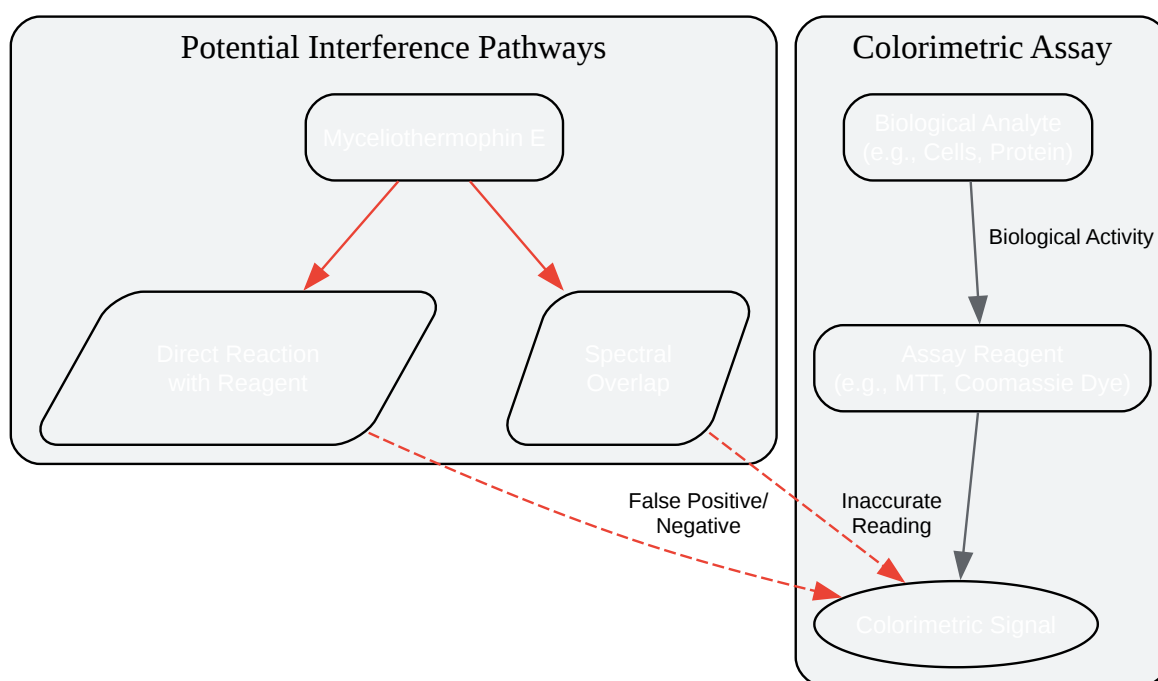 Potential Interference Pathways
Myceliothermophin E
Direct Reaction
with Reagent
Spectral
Overlap
False Positive/
Negative
Inaccurate
Reading
Colorimetric Assay
Biological Analyte
(e.g., Cells, Protein)
Biological Activity
Assay Reagent
(e.g., MTT, Coomassie Dye)
Colorimetric Signal